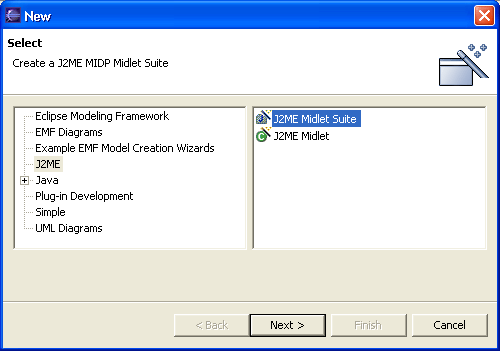 New
Select
Create a J2ME MIDP Midlet Suite
Eclipse Modeling Framework
EMF Diagrams
Example EMF Model Creation Wizards
J2ME
Java
Plug-in Development
Simple
UML Diagrams
J2ME Midlet Suite
J2ME Midlet
< Back
Next >
Finish
Cancel